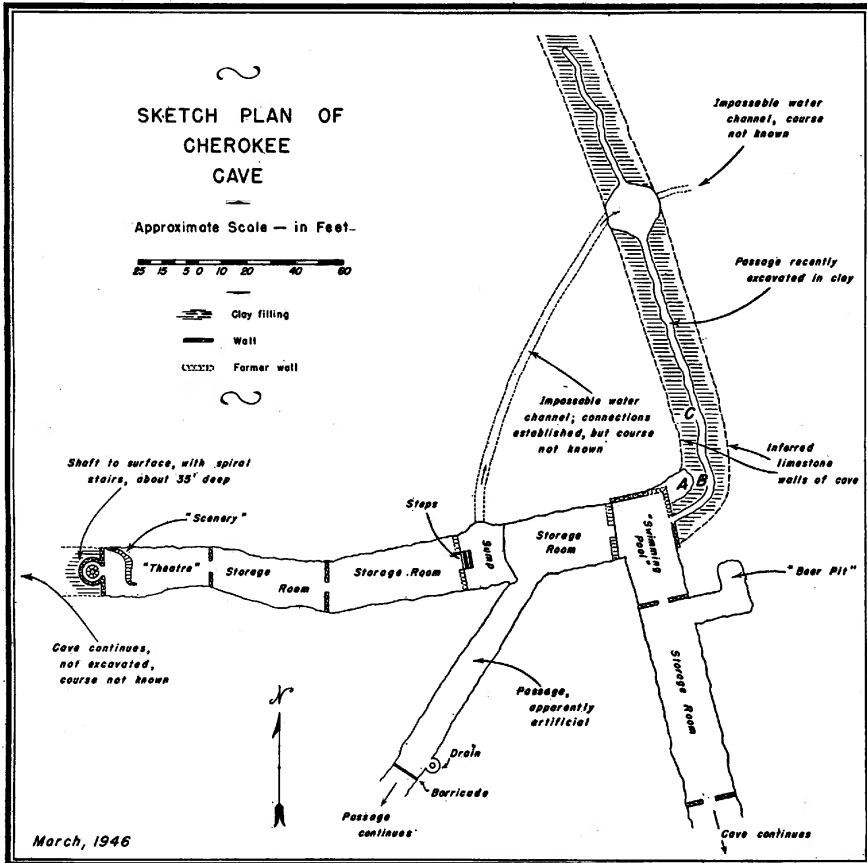 SKETCH PLAN OF
CHEROKEE
CAVE
Approximate Scale — in Feet
25 15 5 0 10 20 40 60
Clay filling
Wall
Former wall
Impassable water
channel, course
not known
Passage recently
excavated in clay
Impassable water
channel; connections
established, but course
not known
C
Inferred
limestone
walls of cave
A
B
Shaft to surface, with spiral
stairs, about 35' deep
"Scenery"
Steps
"Theatre"
Storage
Room
Storage Room
Sump
Storage
Room
"Swimming
Pool"
"Bear Pit"
Cave continues,
not excavated,
course not known
Storage Room
Passage,
apparently
artificial
N
Drain
Barricade
Passage
continues
Cave continues
March, 1946